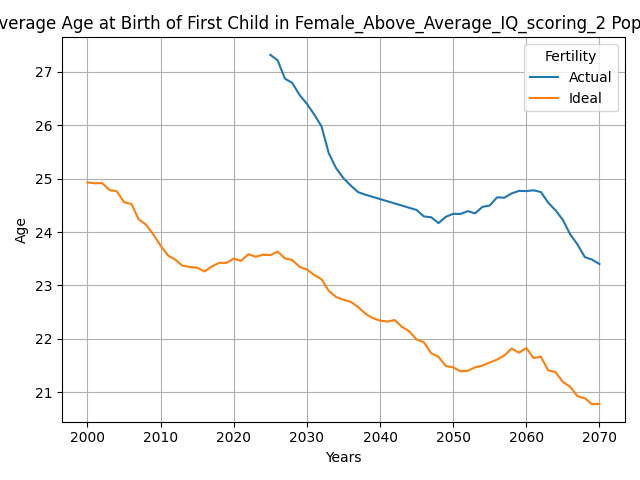 verage Age at Birth of First Child in Female_Above_Average_IQ_scoring_2 Pop
Fertility
Actual
Ideal
27
26
25
24
23
22
21
Age
2000 2010 2020 2030 2040 2050 2060 2070
Years